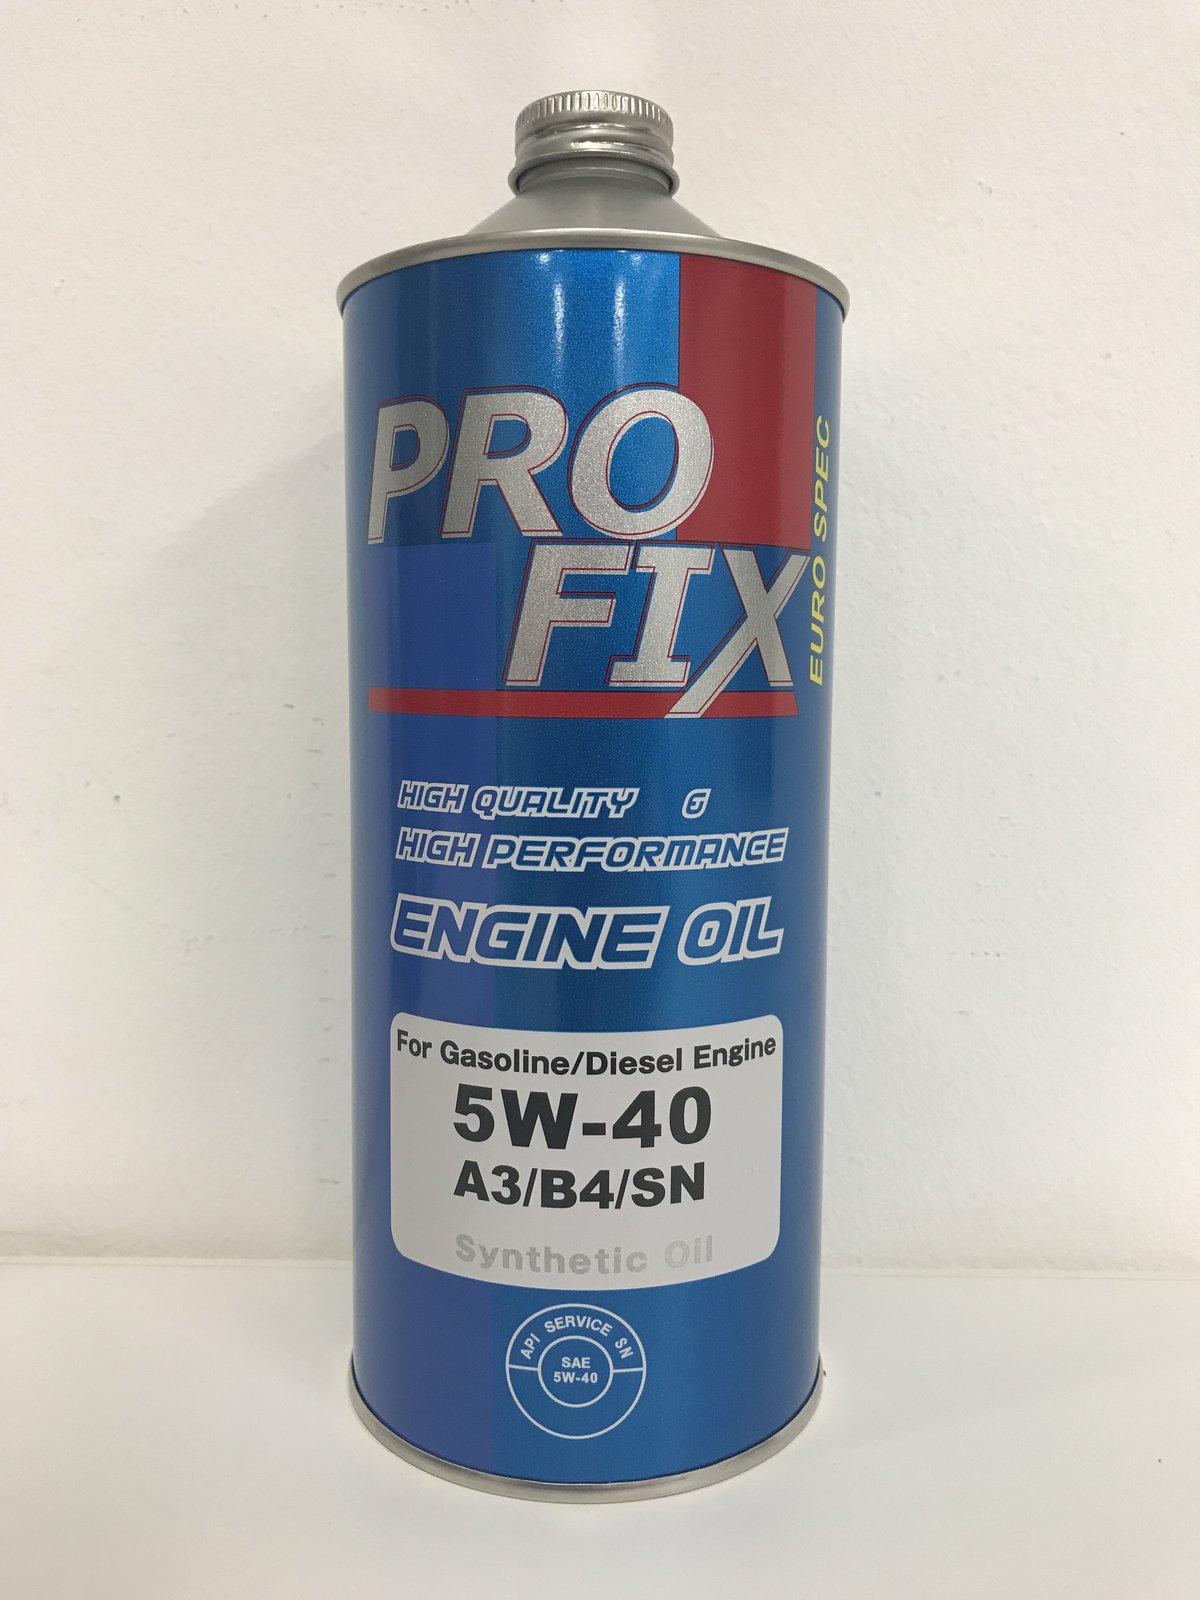 PRO
FIX
EURO SPEC
HIGH QUALITY &
HIGH PERFORMANCE
ENGINE OIL
For Gasoline/Diesel Engine
5W-40
A3/B4/SN
Synthetic Oil
API SERVICE SN
SAE
5W-40